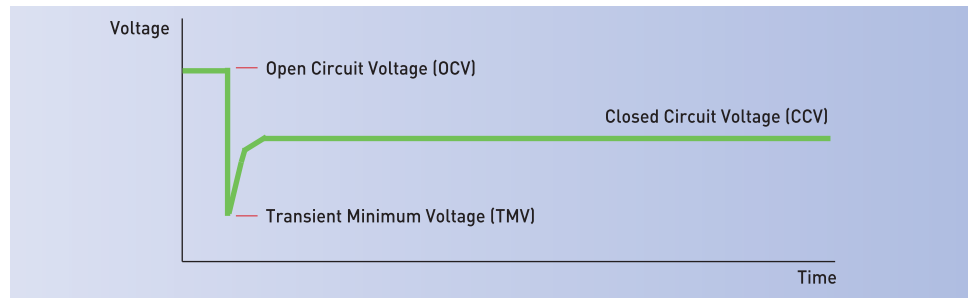 Voltage
Open Circuit Voltage (OCV)
Closed Circuit Voltage (CCV)
Transient Minimum Voltage (TMV)
Time